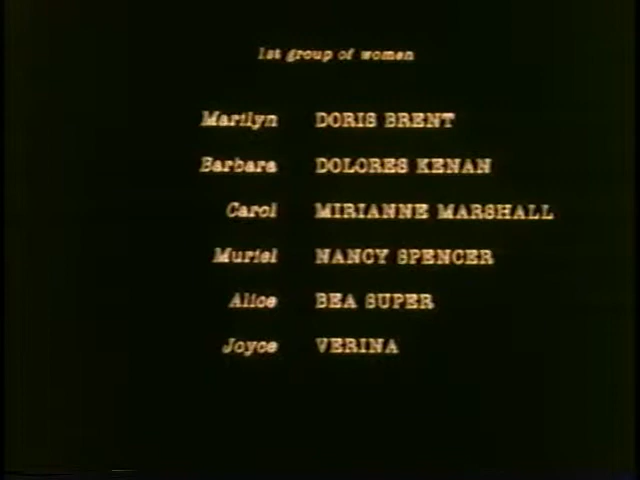 1st group of women
Marilyn DORIS BRENT
Barbara DOLORES KENAN
Carol MIRIANNE MARSHALL
Muriel NANCY SPENCER
Alice BEA SUPER
Joyce VERINA